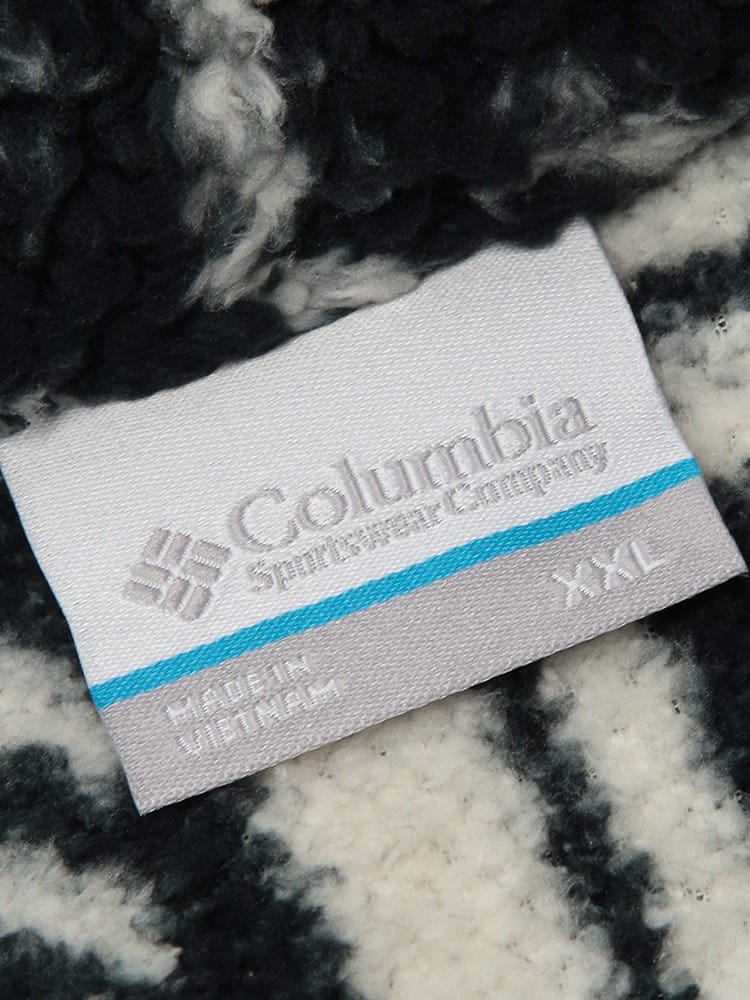 Columbia
Sportswear Company
XXL
MADE IN
VIETNAM